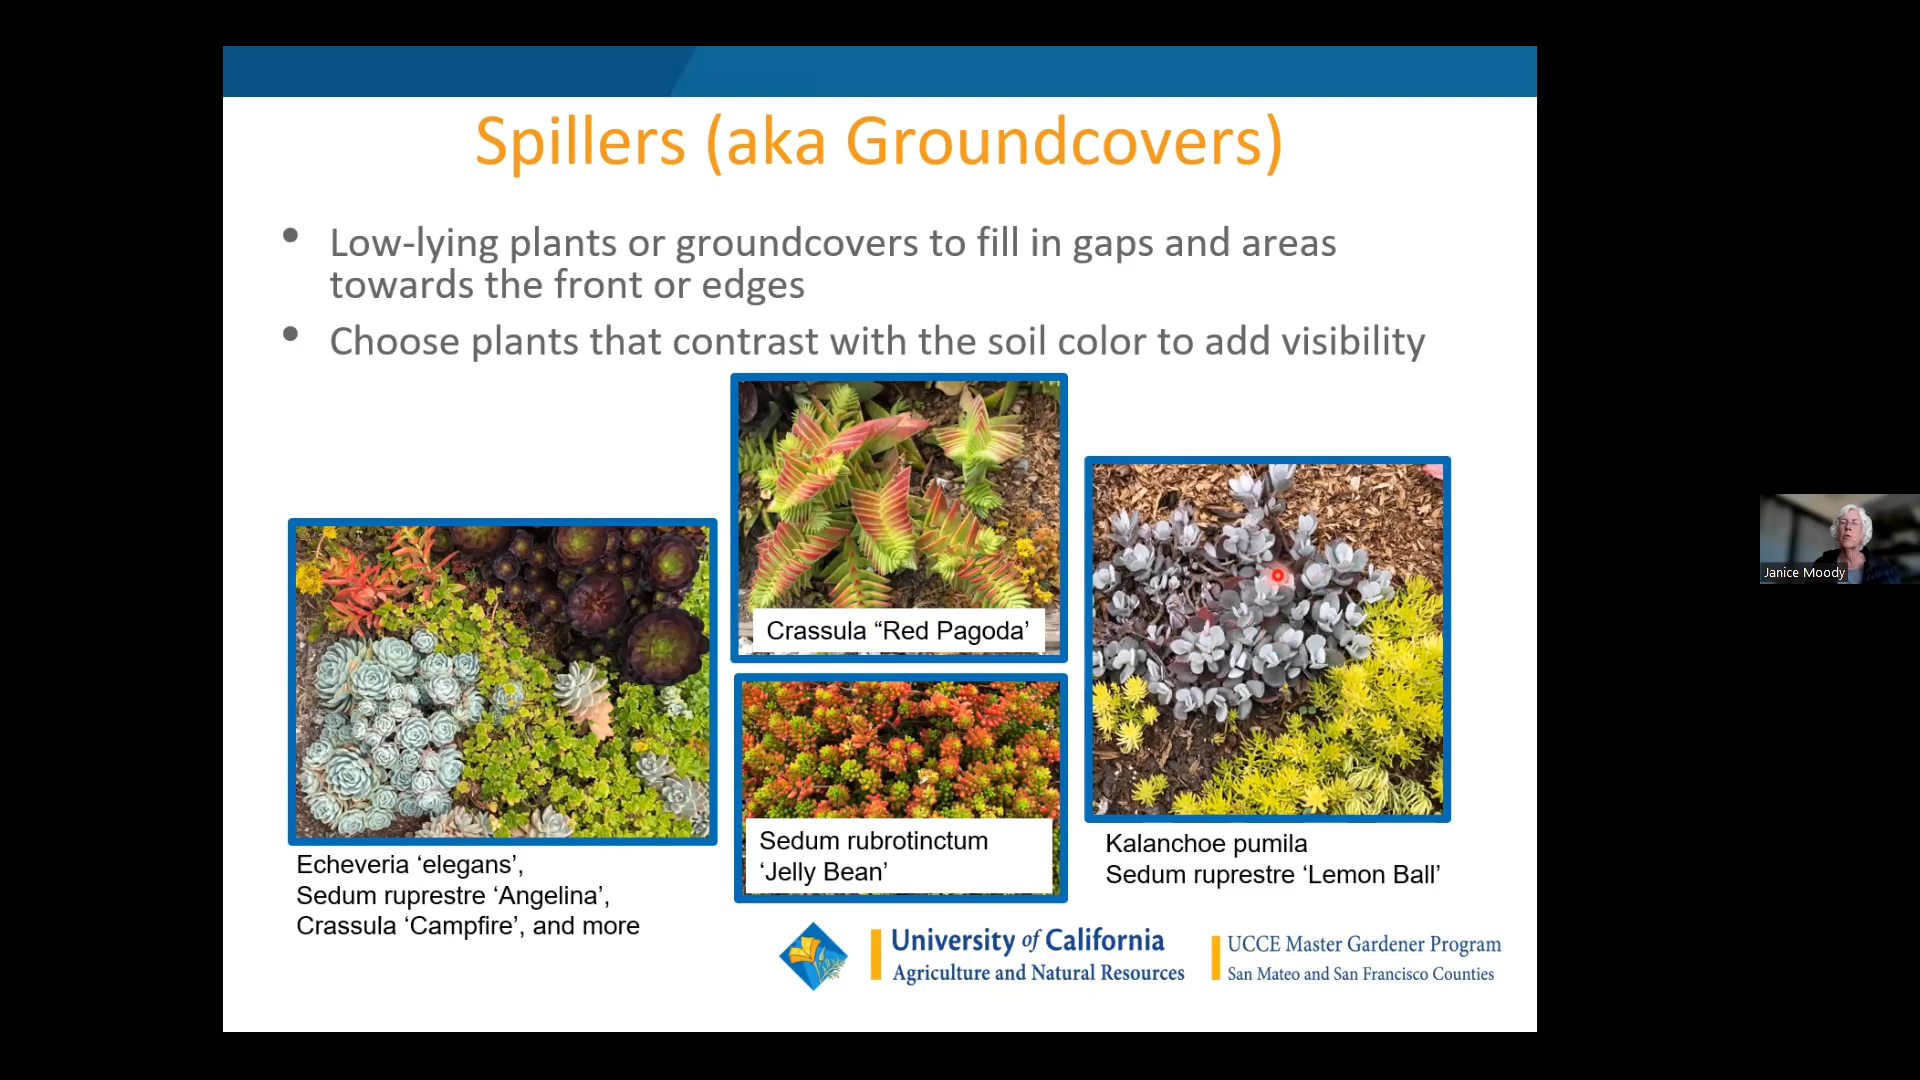 Spillers (aka Groundcovers)
• Low-lying plants or groundcovers to fill in gaps and areas
towards the front or edges
• Choose plants that contrast with the soil color to add visibility
Crassula “Red Pagoda’
Sedum rubrotinctum
‘Jelly Bean’
Echeveria ‘elegans’,
Sedum ruprestre ‘Angelina’,
Crassula ‘Campfire’, and more
Kalanchoe pumila
Sedum ruprestre ‘Lemon Ball’
University of California
Agriculture and Natural Resources
UCCE Master Gardener Program
San Mateo and San Francisco Counties
Janice Moody